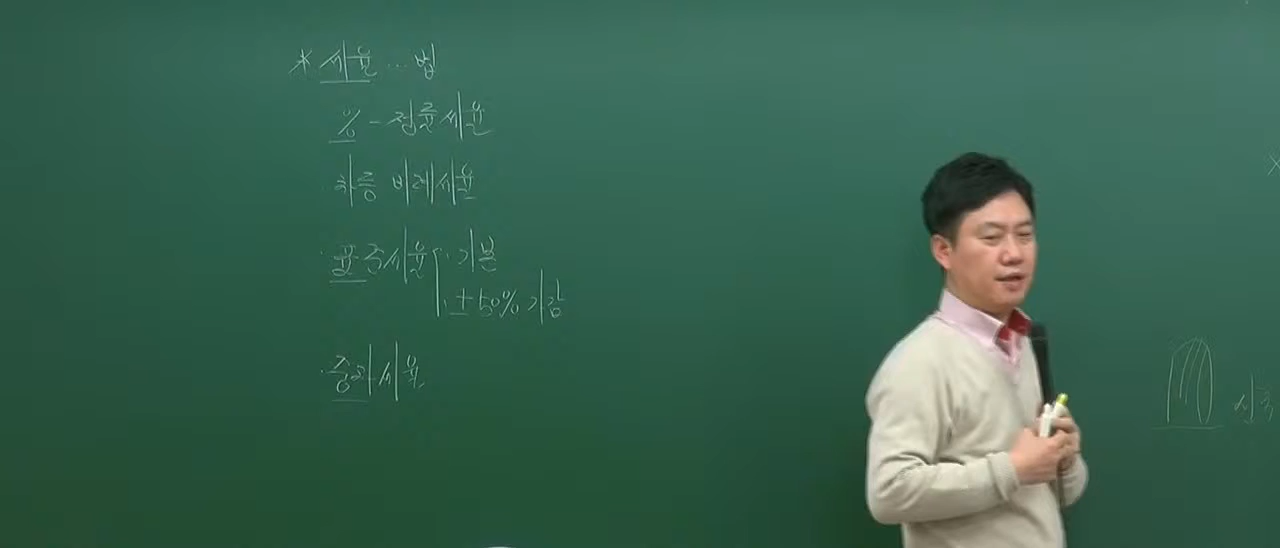 * 세율 … 법
% - 정률세율
차등 비례세율
· 표준세율 · 기본
· ± 50% 가감
· 중과세율